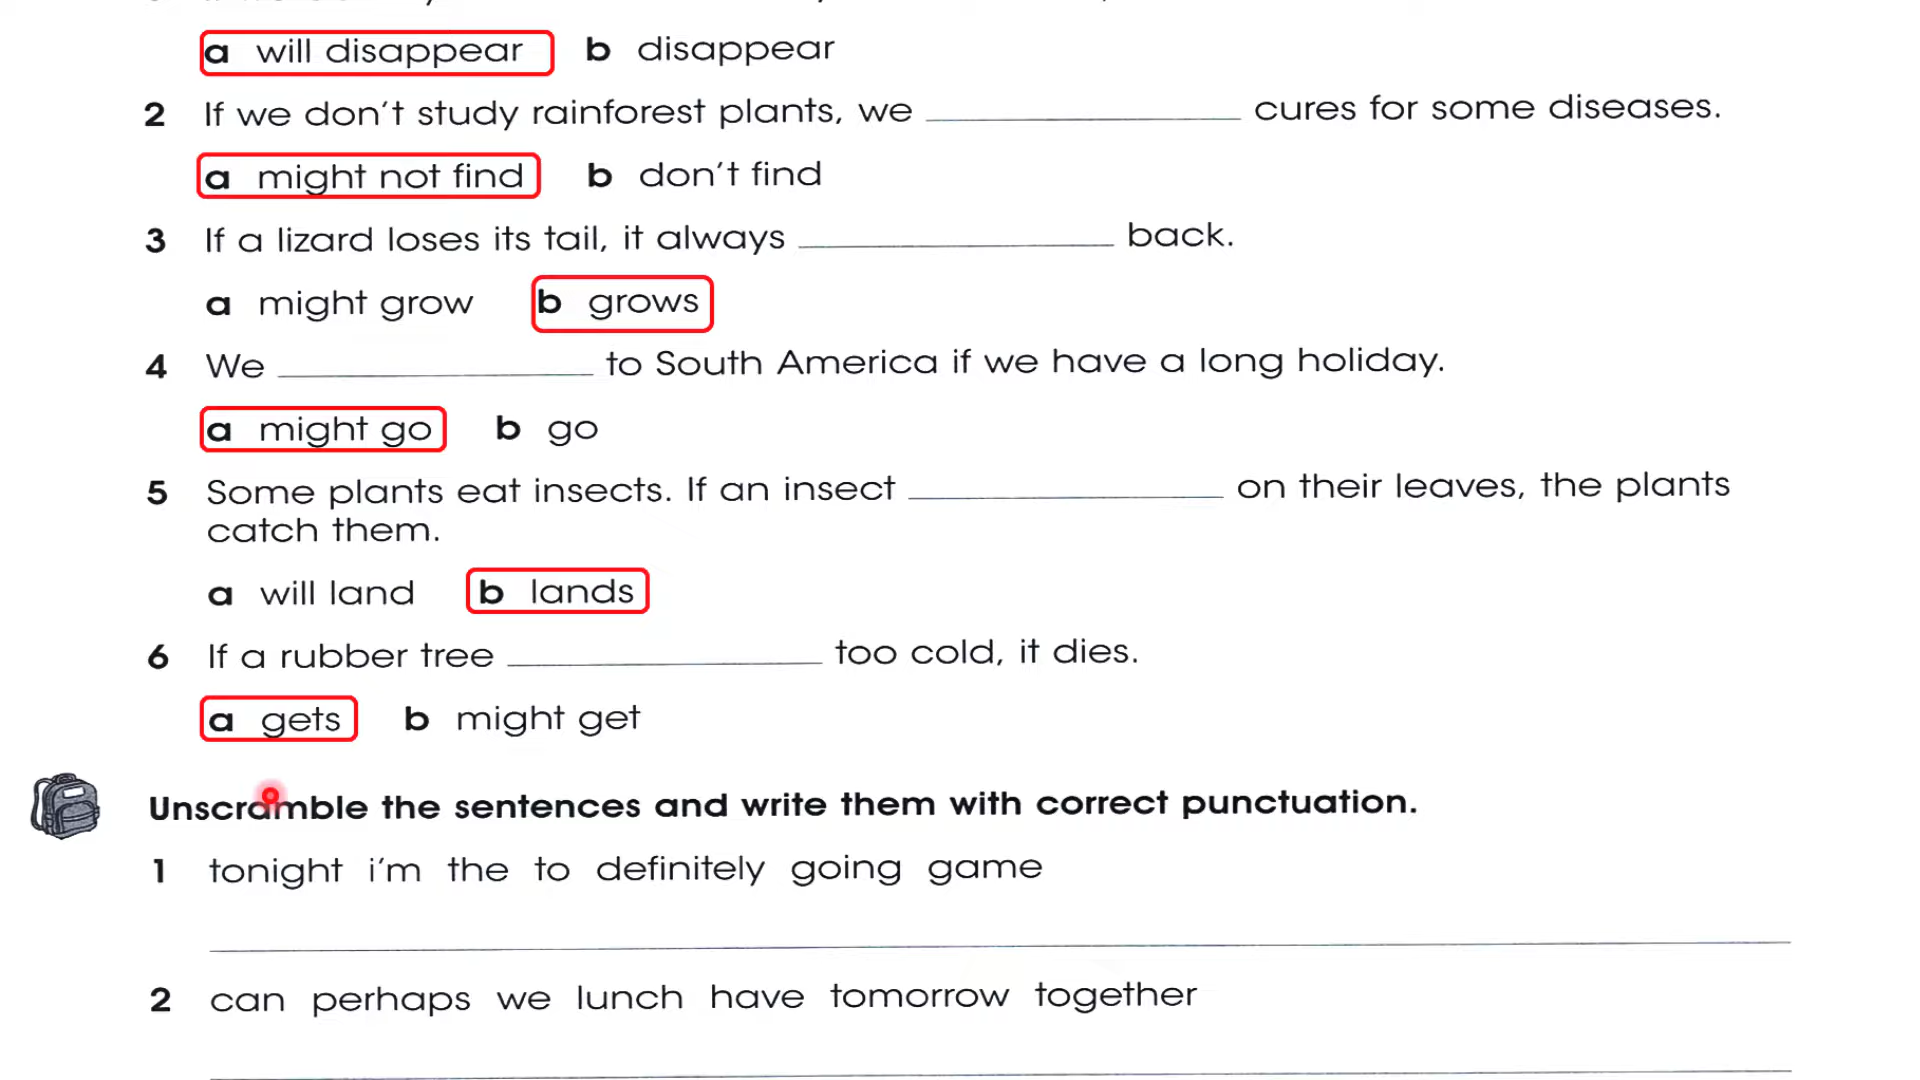 a will disappear b disappear
2 If we don't study rainforest plants, we ______ cures for some diseases.
a might not find b don't find
3 If a lizard loses its tail, it always ______ back.
a might grow b grows
4 We ______ to South America if we have a long holiday.
a might go b go
5 Some plants eat insects. If an insect ______ on their leaves, the plants
catch them.
a will land b lands
6 If a rubber tree ______ too cold, it dies.
a gets b might get
Unscramble the sentences and write them with correct punctuation.
1 tonight i'm the to definitely going game
2 can perhaps we lunch have tomorrow together